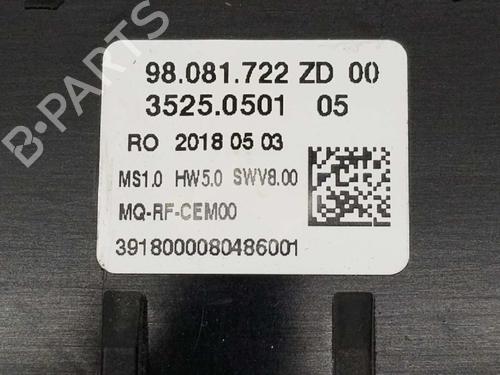 98.081.722 ZD 00
3525.0501 05
RO 2018 05 03
MS1.0 HW5.0 SWV8.00
MQ-RF-CEM00
3918000080486001
B-PARTS